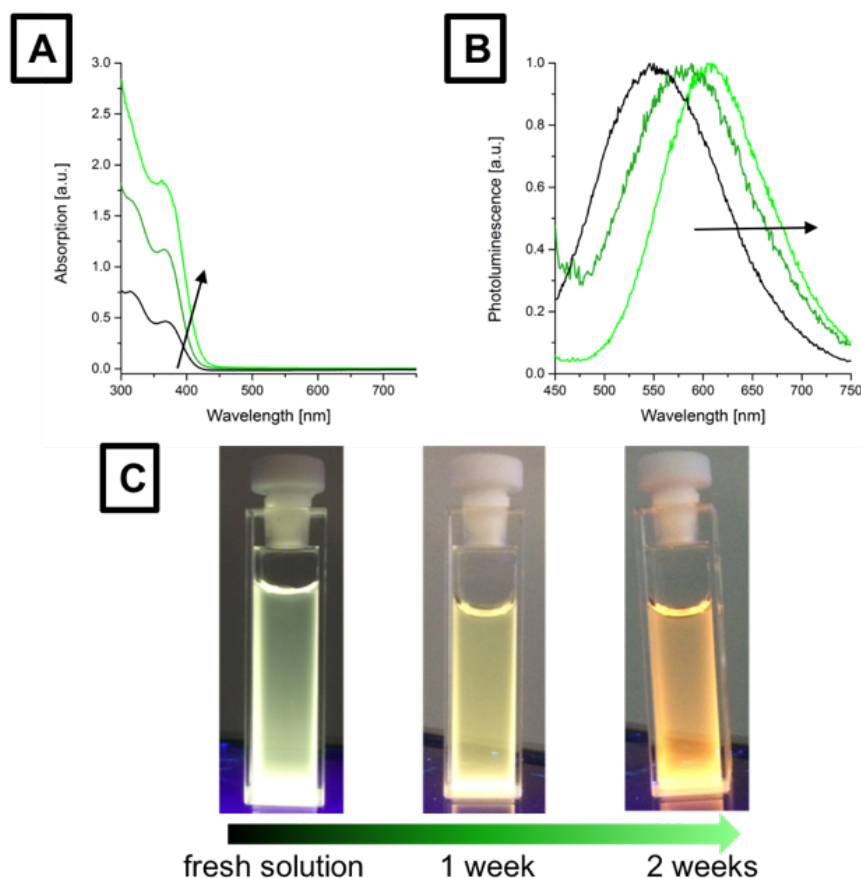 A
B
3.0
2.5
2.0
1.5
1.0
0.5
0.0
300
400
500
600
700
Absorption [a.u.]
Wavelength [nm]
1.0
0.8
0.6
0.4
0.2
0.0
450
500
550
600
650
700
750
Photoluminescence [a.u.]
Wavelength [nm]
C
fresh solution
1 week
2 weeks